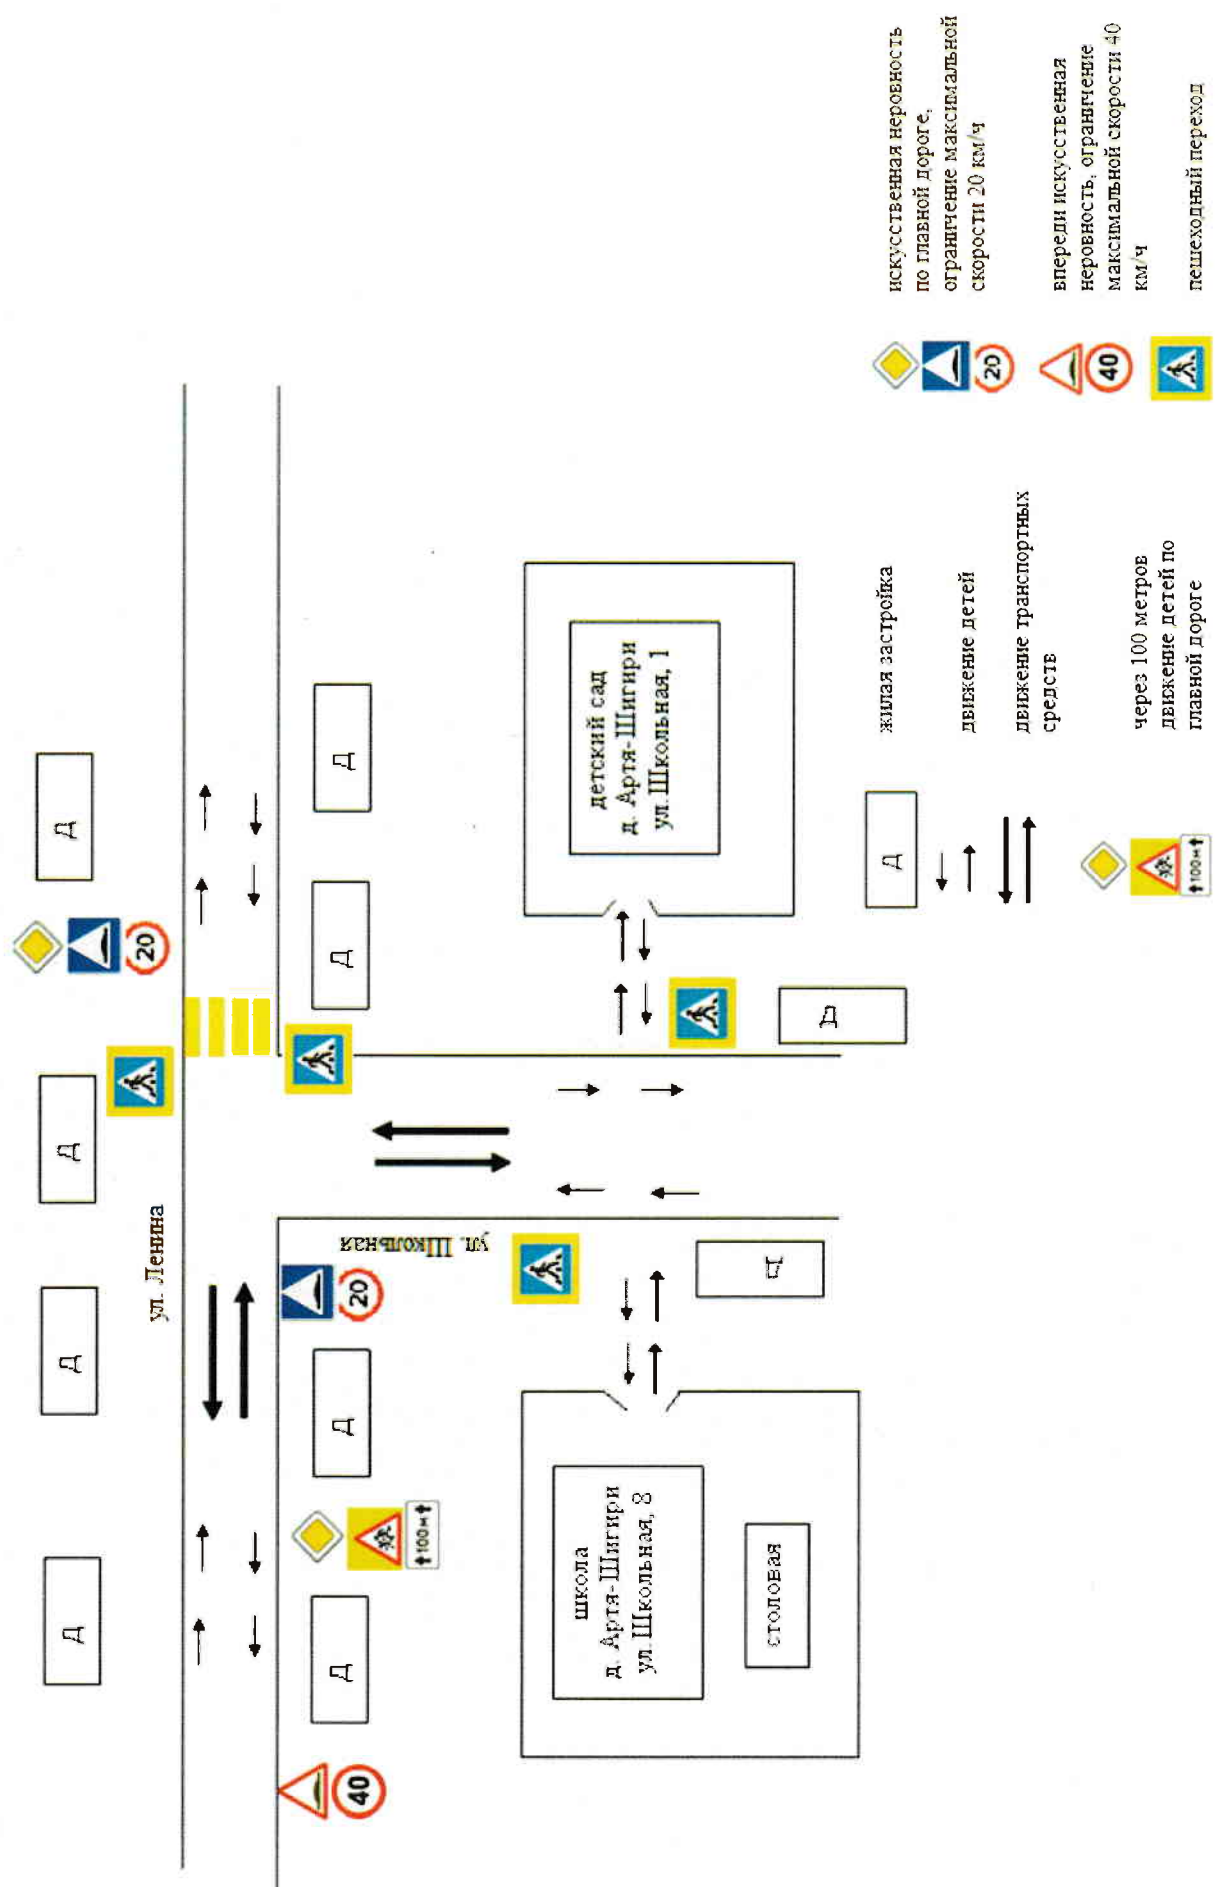 Д
Д
Д
Д
20
ул. Ленина
40
Д
100м
Д
20
Д
Д
ул. Школьная
школа
д. Артя-Шигири
ул.Школьная, 8
столовая
Д
Д
детский сад
д. Артя-Шигири
ул.Школьная, 1
Д
жилая застройка
движение детей
движение транспортных
средств
100м
через 100 метров
движение детей по
главной дороге
20
искусственная неровность
по главной дороге,
ограничение максимальной
скорости 20 км/ч
40
впереди искусственная
неровность, ограничение
максимальной скорости 40
км/ч
пешеходный переход